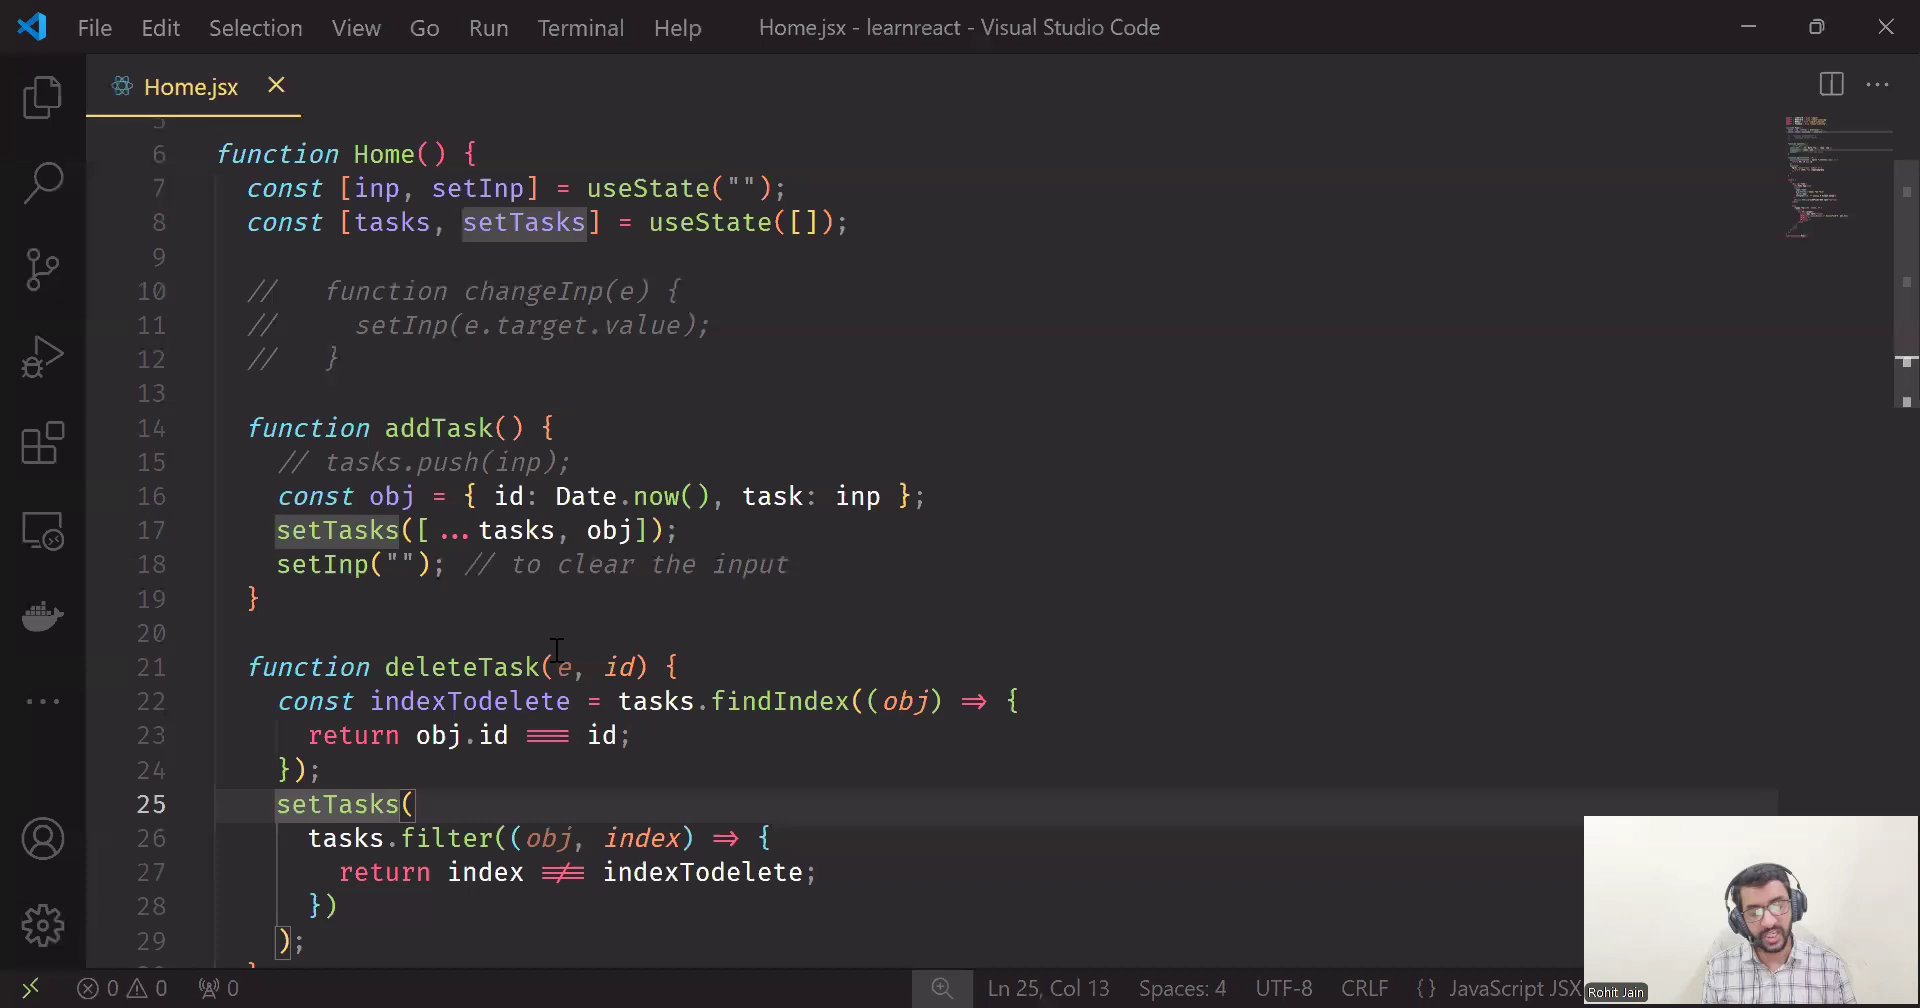 File Edit Selection View Go Run Terminal Help Home.jsx - learnreact - Visual Studio Code
Home.jsx
5
6 function Home() {
7 const [inp, setInp] = useState("");
8 const [tasks, setTasks] = useState([]);
9
10 // function changeInp(e) {
11 // setInp(e.target.value);
12 // }
13
14 function addTask() {
15 // tasks.push(inp);
16 const obj = { id: Date.now(), task: inp };
17 setTasks([...tasks, obj]);
18 setInp(""); // to clear the input
19 }
20
21 function deleteTask(e, id) {
22 const indexTodelete = tasks.findIndex((obj) => {
23 return obj.id === id;
24 });
25 setTasks(
26 tasks.filter((obj, index) => {
27 return index !== indexTodelete;
28 })
29 );
0 0 0 Ln 25, Col 13 Spaces: 4 UTF-8 CRLF {} JavaScript JSX
Rohit Jain